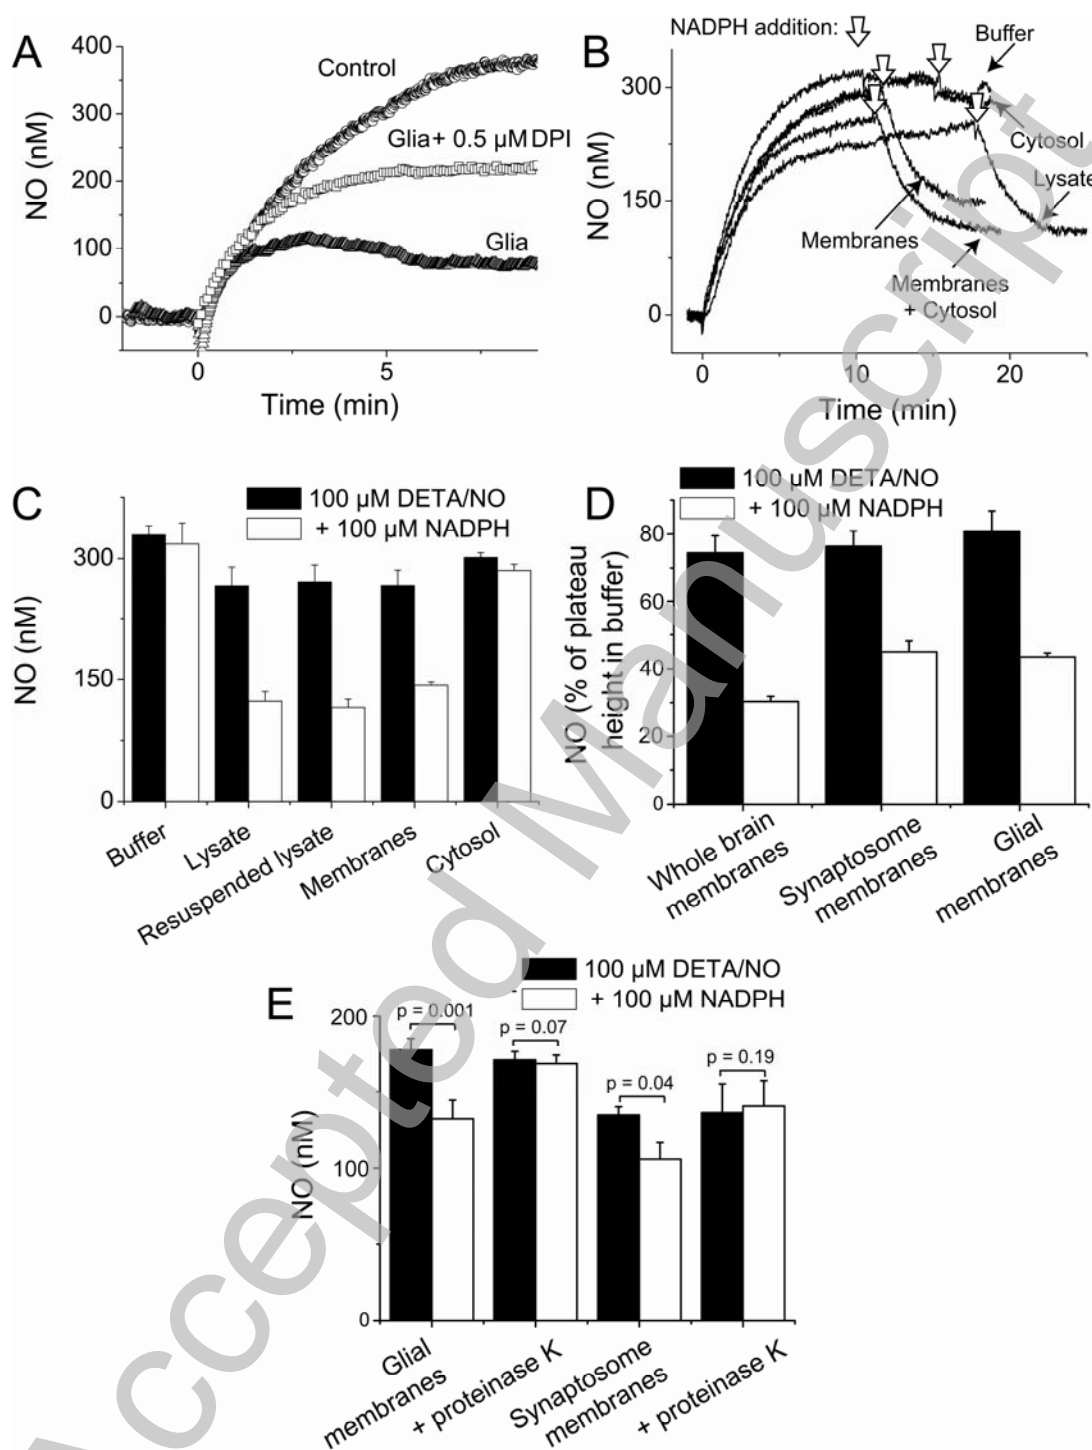 A
400
300
200
100
0
NO (nM)
Control
Glia+ 0.5 µM DPI
Glia
0
5
Time (min)
B
NADPH addition:
300
150
0
NO (nM)
Buffer
Cytosol
Lysate
Membranes
Membranes
+ Cytosol
0
10
20
Time (min)
C
100 µM DETA/NO
+ 100 µM NADPH
300
150
0
NO (nM)
Buffer
Lysate
Resuspended lysate
Membranes
Cytosol
D
100 µM DETA/NO
+ 100 µM NADPH
80
60
40
20
0
NO (% of plateau
height in buffer)
Whole brain
membranes
Synaptosome
membranes
Glial
membranes
E
100 µM DETA/NO
+ 100 µM NADPH
200
100
0
NO (nM)
p = 0.001
p = 0.07
p = 0.04
p = 0.19
Glial
membranes
+ proteinase K
Synaptosome
membranes
+ proteinase K
Accepted Manuscript